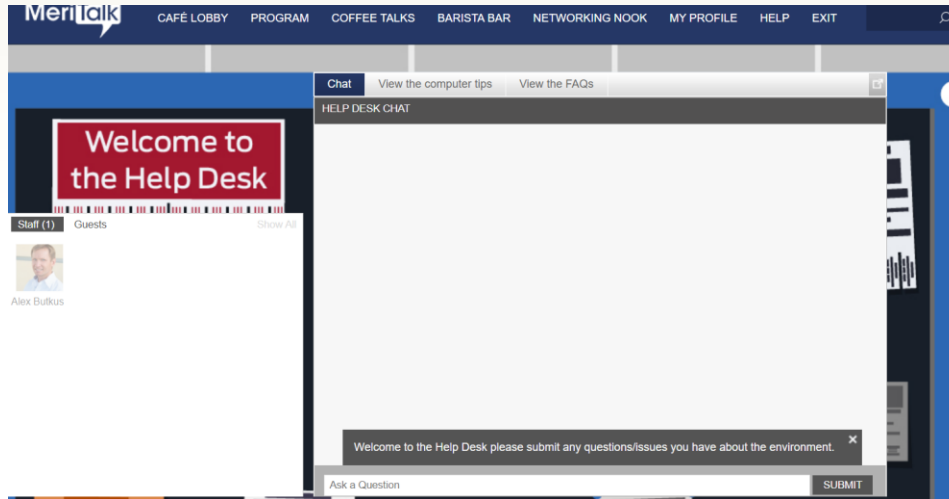 MeriTalk
CAFÉ LOBBY PROGRAM COFFEE TALKS BARISTA BAR NETWORKING NOOK MY PROFILE HELP EXIT
Chat View the computer tips View the FAQs
HELP DESK CHAT
Welcome to
the Help Desk
Staff (1) Guests Show All
Alex Butkus
Welcome to the Help Desk please submit any questions/issues you have about the environment.
Ask a Question SUBMIT